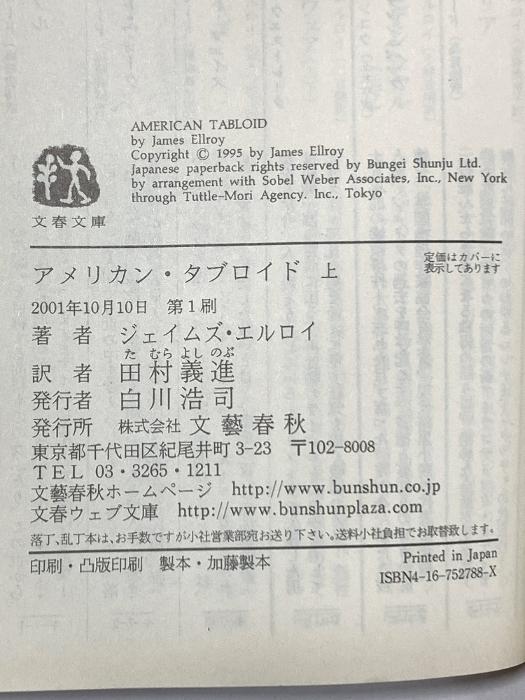 AMERICAN TABLOID
by James Ellroy
Copyright © 1995 by James Ellroy
Japanese paperback rights reserved by Bungei Shunju Ltd.
by arrangement with Sobel Weber Associates, Inc., New York
through Tuttle-Mori Agency. Inc., Tokyo
文春文庫
アメリカン・タブロイド 上
定価はカバーに
表示してあります
2001年10月10日 第1刷
著 者 ジェイムズ・エルロイ
た むら よし のぶ
訳 者 田村義進
発行者 白川浩司
発行所 株式会社 文藝春秋
東京都千代田区紀尾井町3-23 〒102-8008
TEL 03・3265・1211
文藝春秋ホームページ http://www.bunshun.co.jp
文春ウェブ文庫 http://www.bunshunplaza.com
落丁、乱丁本は、お手数ですが小社営業部宛お送り下さい。送料小社負担でお取替致します。
印刷・凸版印刷 製本・加藤製本
Printed in Japan
ISBN4-16-752788-X